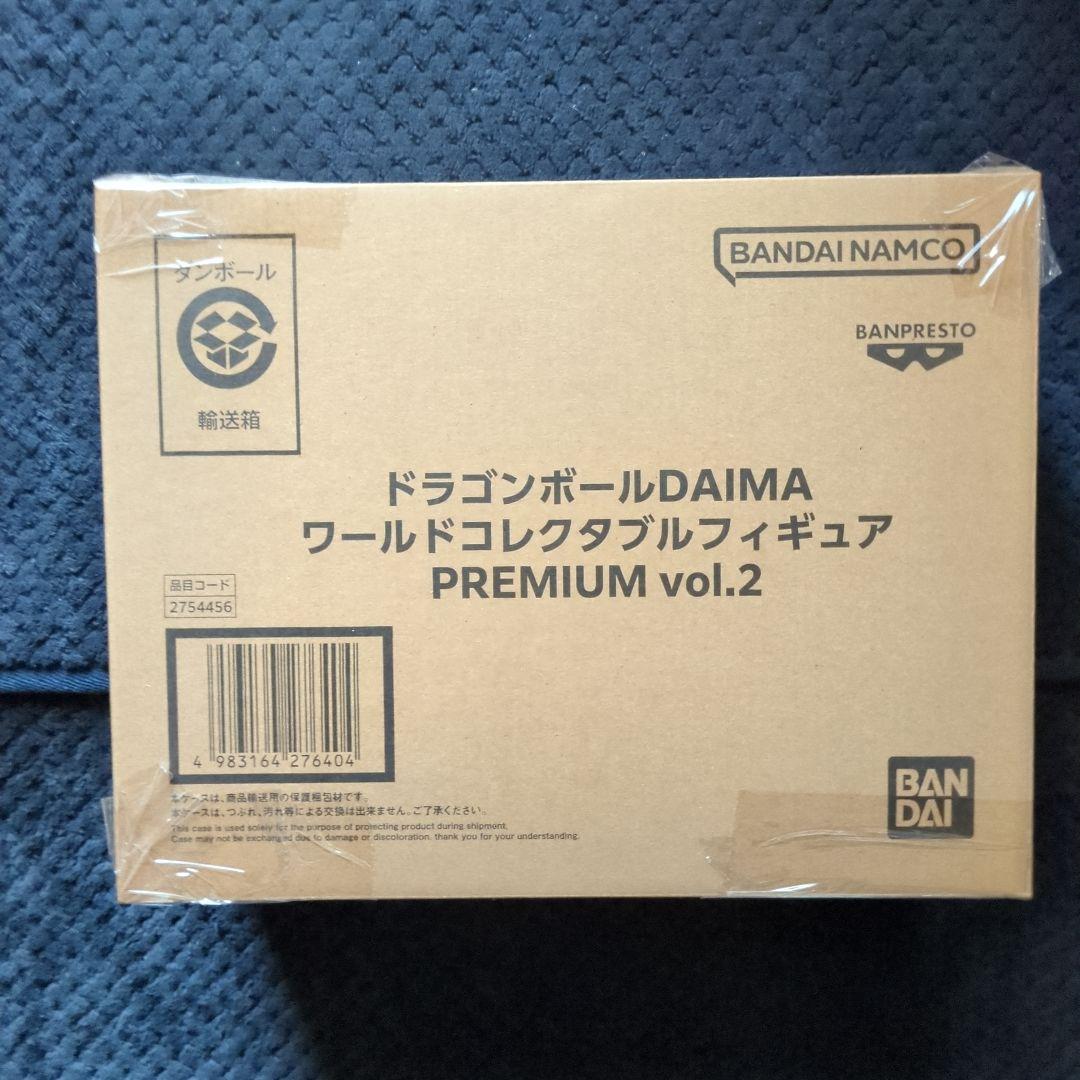 ダンボール
輸送箱
BANDAI NAMCO
BANPRESTO
ドラゴンボールDAIMA
ワールドコレクタブルフィギュア
PREMIUM vol.2
品目コード
2754456
4 983164 276404
本ケースは、商品輸送用の保護梱包材です。
本ケースは、つぶれ、汚れ等による交換は出来ません。ご了承ください。
This case is used solely for the purpose of protecting product during shipment.
Case may not be exchanged due to damage or discoloration. thank you for your understanding.
BAN
DAI